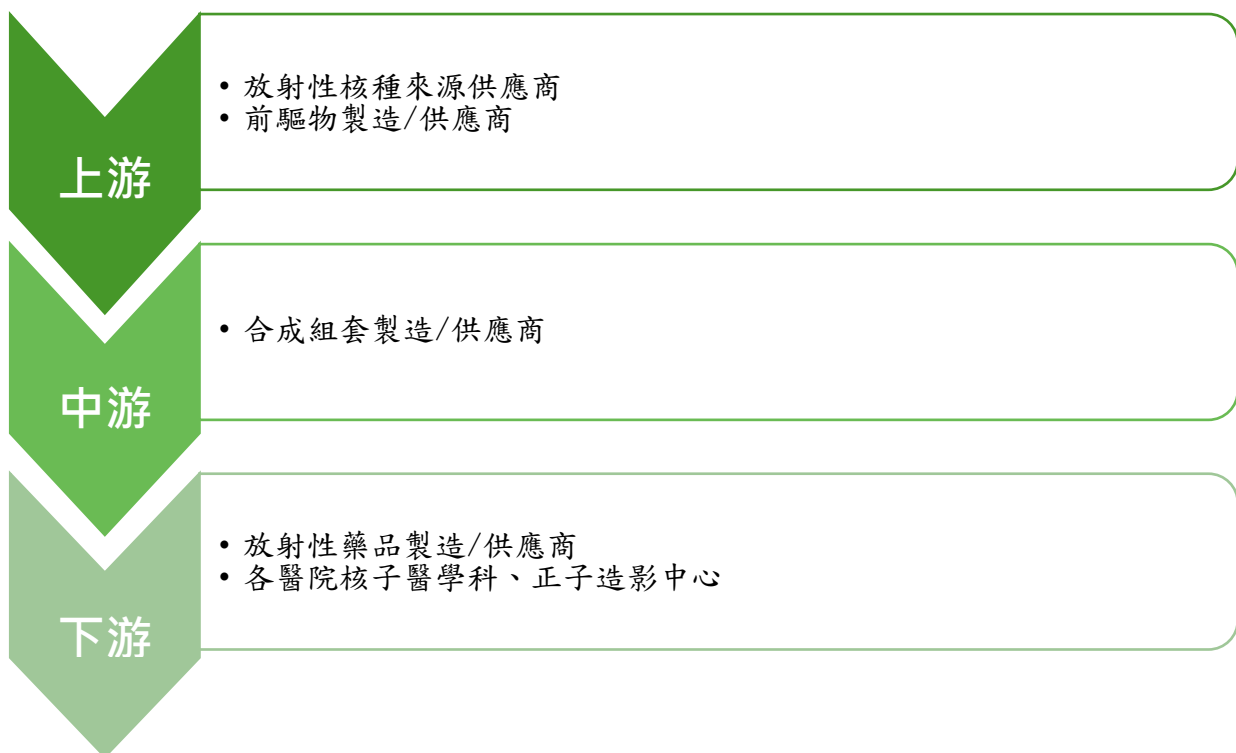 上游
• 放射性核種來源供應商
• 前驅物製造/供應商
中游
• 合成組套製造/供應商
下游
• 放射性藥品製造/供應商
• 各醫院核子醫學科、正子造影中心